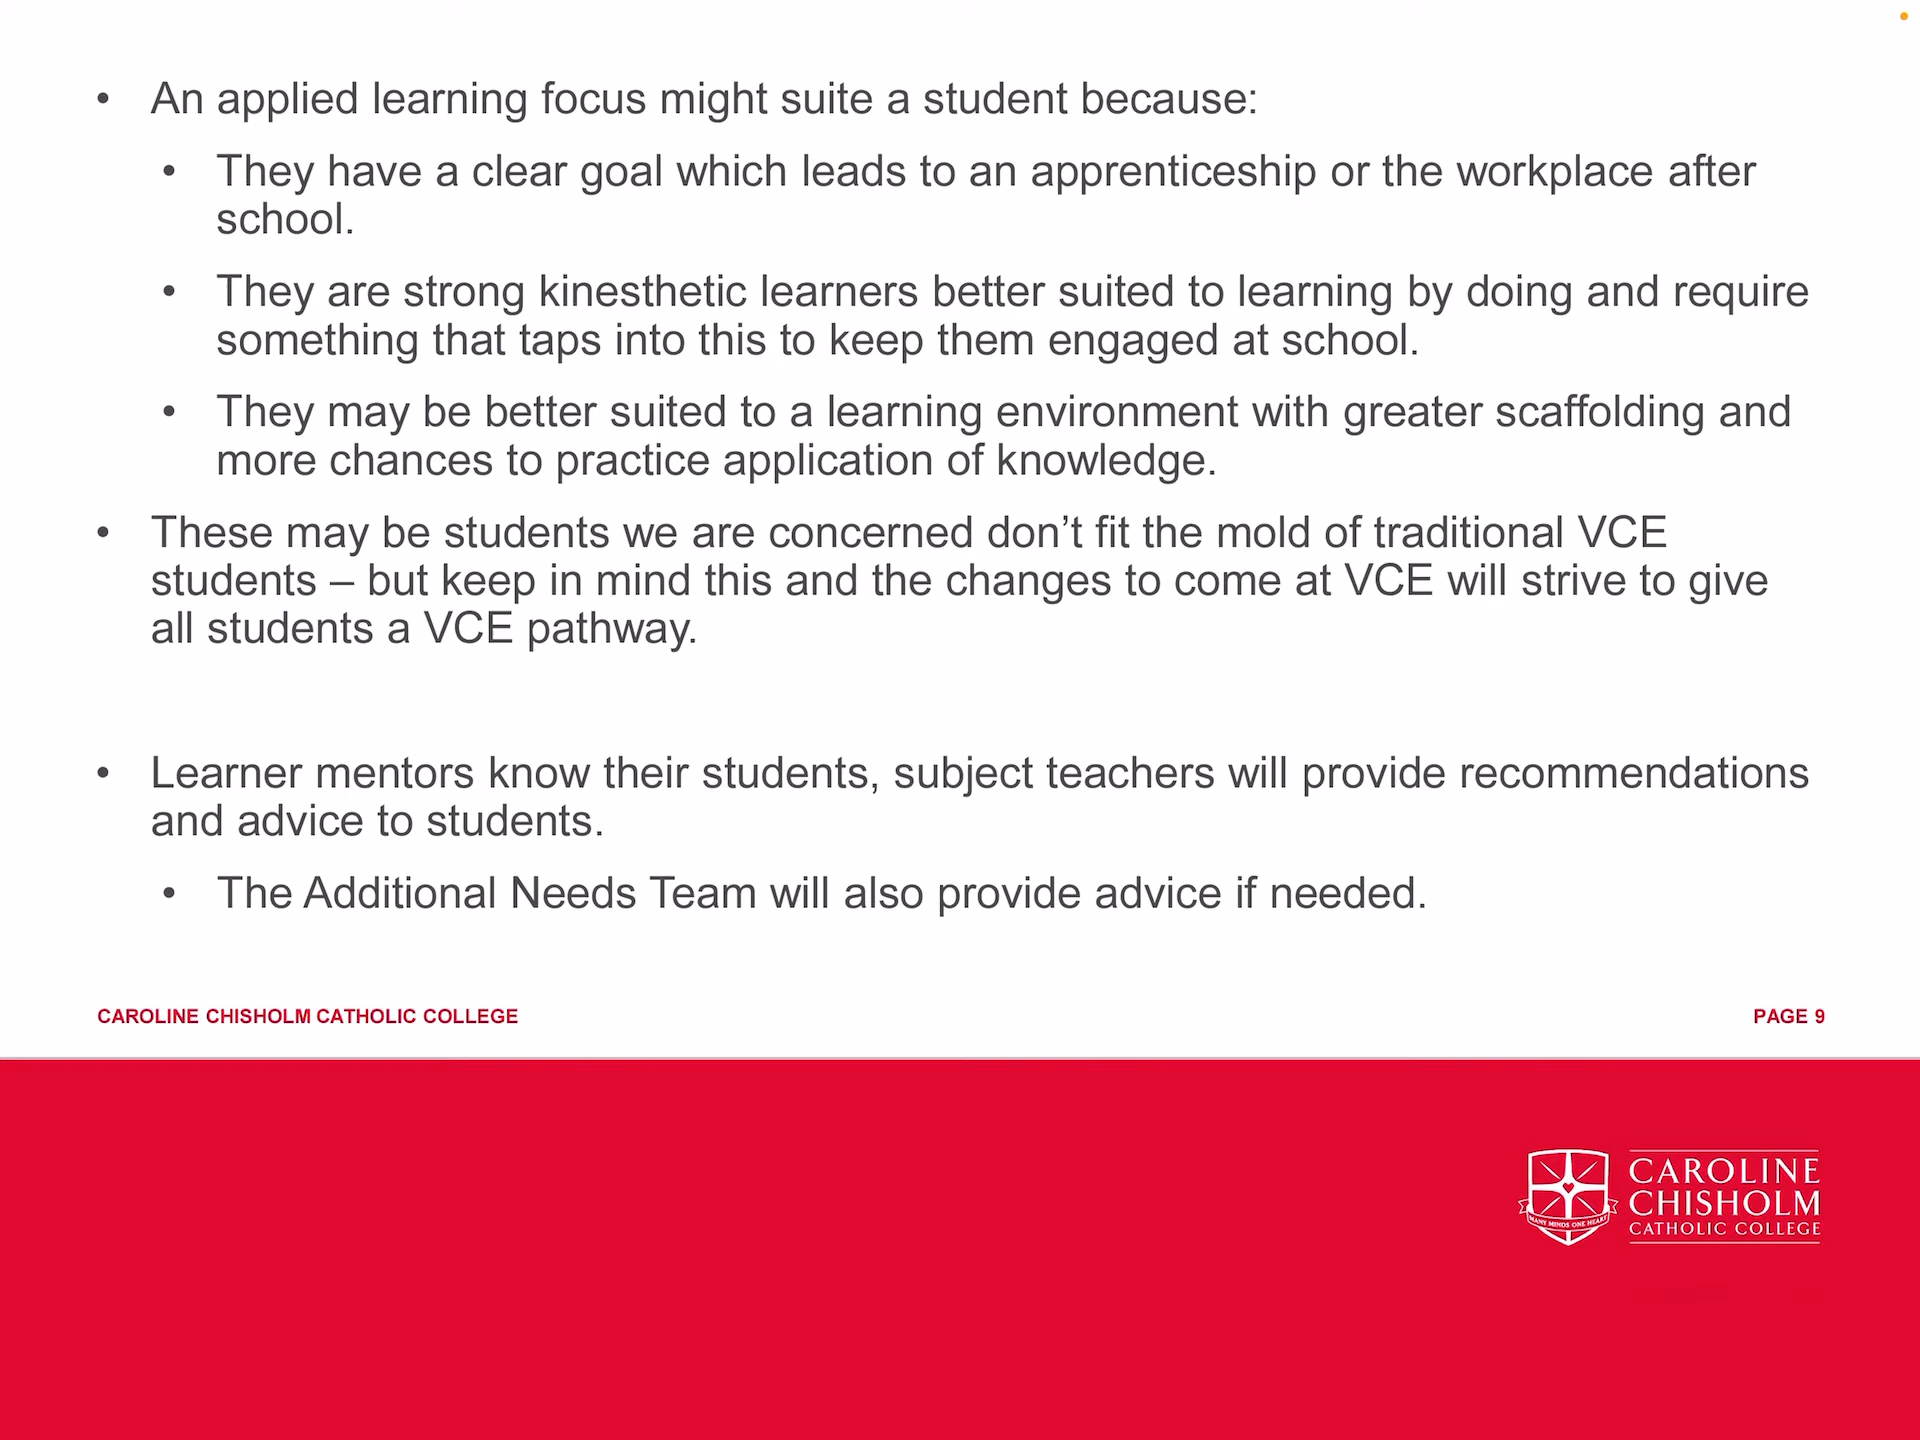 • An applied learning focus might suite a student because:
• They have a clear goal which leads to an apprenticeship or the workplace after
school.
• They are strong kinesthetic learners better suited to learning by doing and require
something that taps into this to keep them engaged at school.
• They may be better suited to a learning environment with greater scaffolding and
more chances to practice application of knowledge.
• These may be students we are concerned don’t fit the mold of traditional VCE
students – but keep in mind this and the changes to come at VCE will strive to give
all students a VCE pathway.
• Learner mentors know their students, subject teachers will provide recommendations
and advice to students.
• The Additional Needs Team will also provide advice if needed.
CAROLINE CHISHOLM CATHOLIC COLLEGE
PAGE 9
MANY MINDS ONE HEART
CAROLINE
CHISHOLM
CATHOLIC COLLEGE